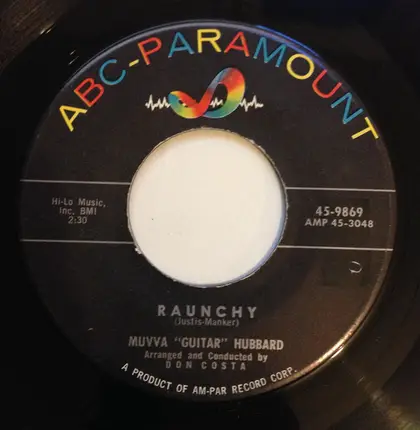 ABC-PARAMOUNT
Hi-Lo Music,
Inc. BMI
2:30
45-9869
AMP 45-3048
RAUNCHY
(Justis-Manker)
MUVVA "GUITAR" HUBBARD
Arranged and Conducted by
DON COSTA
A PRODUCT OF AM-PAR RECORD CORP.